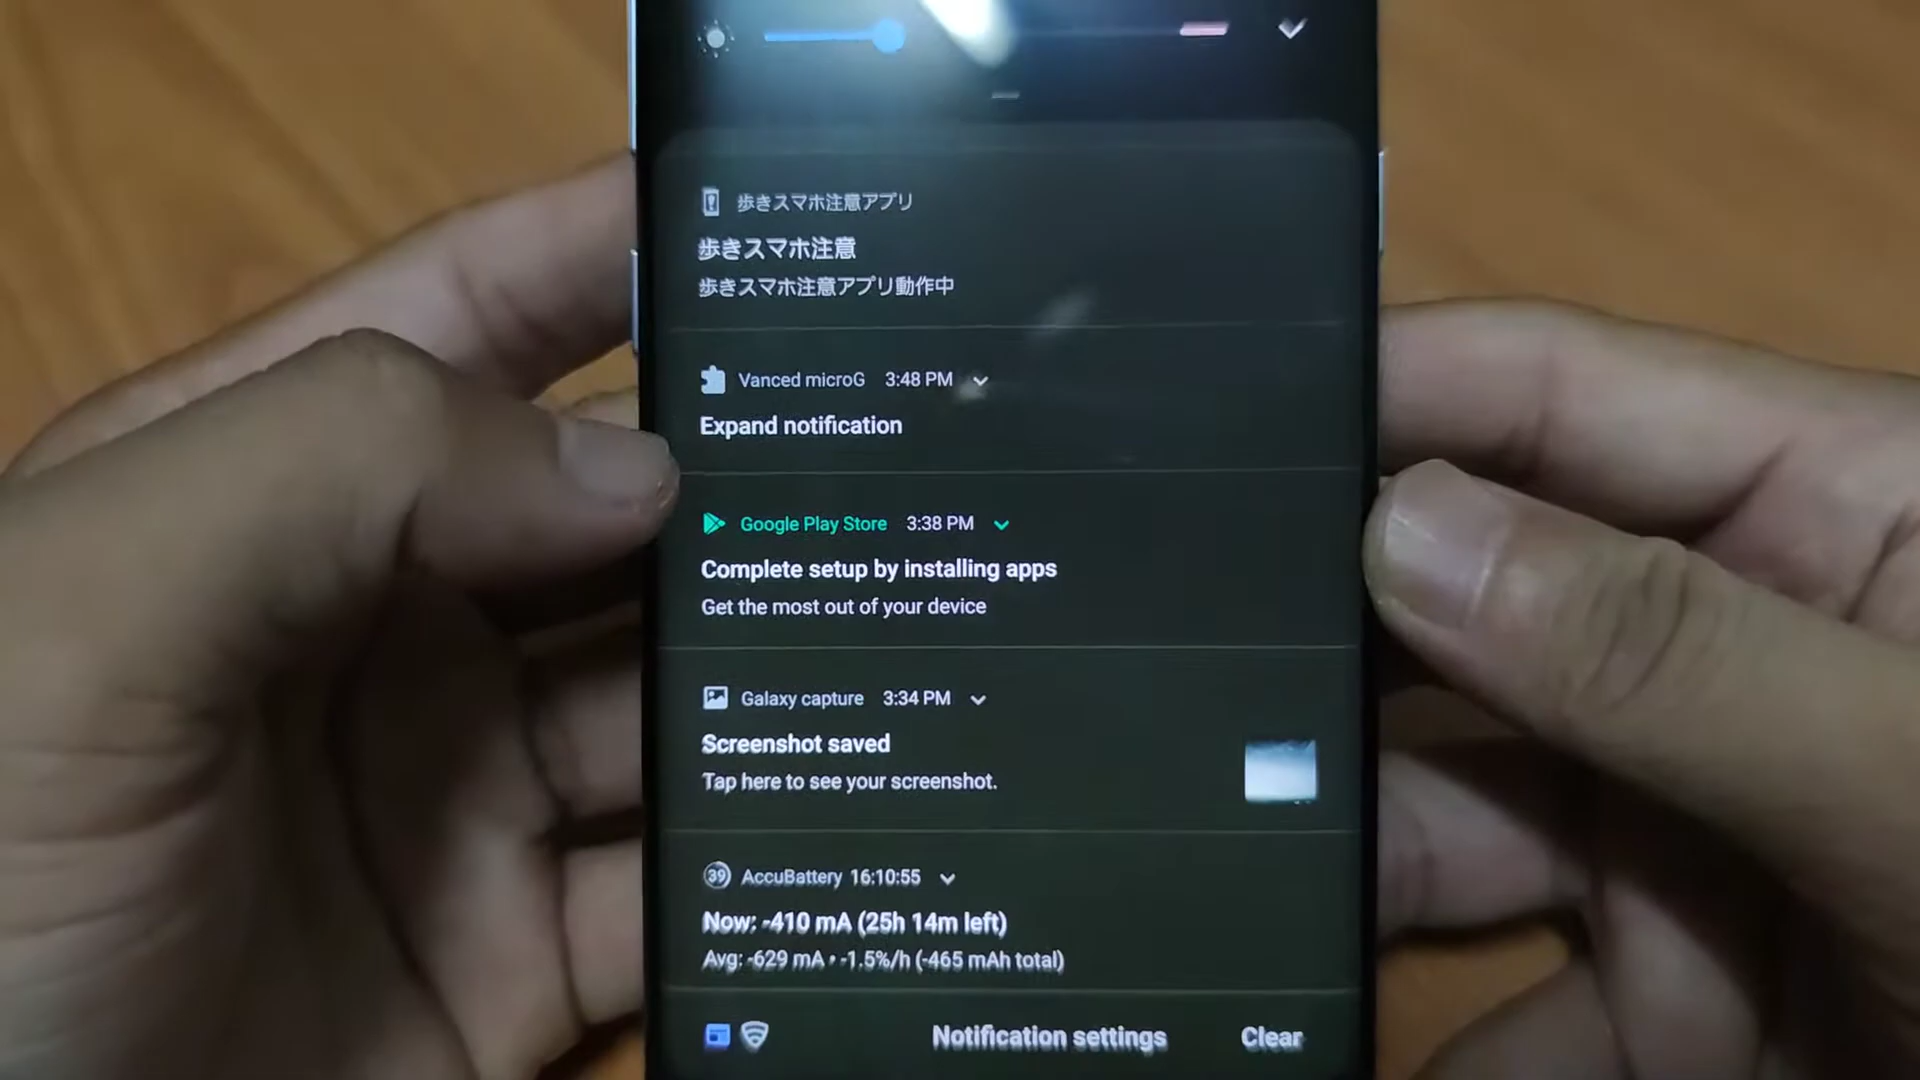 歩きスマホ注意アプリ
歩きスマホ注意
歩きスマホ注意アプリ動作中
Vanced microG 3:48 PM
Expand notification
Google Play Store 3:38 PM
Complete setup by installing apps
Get the most out of your device
Galaxy capture 3:34 PM
Screenshot saved
Tap here to see your screenshot.
39 AccuBattery 16:10:55
Now: -410 mA (25h 14m left)
Avg: -629 mA • -1.5%/h (-465 mAh total)
Notification settings Clear